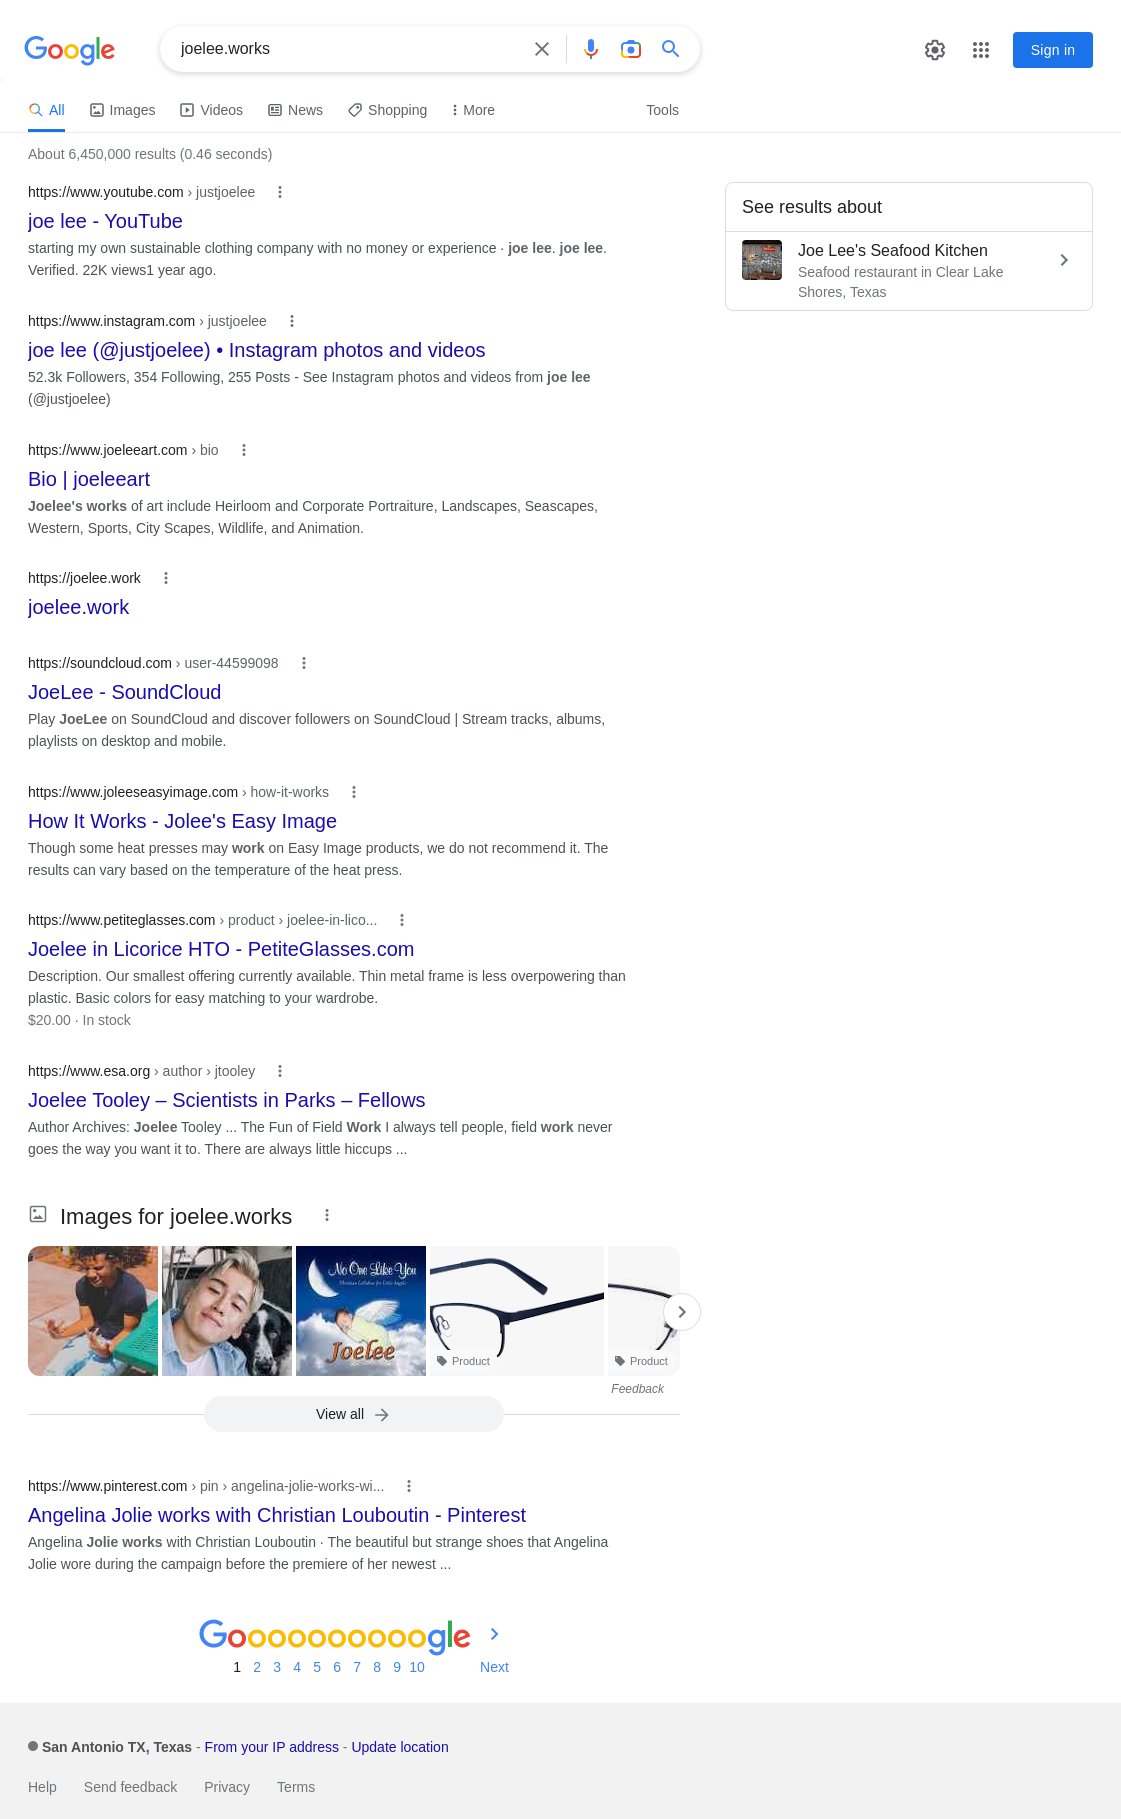 Google
joelee.works
Sign in
All
Images
Videos
News
Shopping
More
Tools
About 6,450,000 results (0.46 seconds)
https://www.youtube.com › justjoelee
joe lee - YouTube
starting my own sustainable clothing company with no money or experience · joe lee. joe lee.
Verified. 22K views1 year ago.
https://www.instagram.com › justjoelee
joe lee (@justjoelee) • Instagram photos and videos
52.3k Followers, 354 Following, 255 Posts - See Instagram photos and videos from joe lee
(@justjoelee)
https://www.joeleeart.com › bio
Bio | joeleeart
Joelee's works of art include Heirloom and Corporate Portraiture, Landscapes, Seascapes,
Western, Sports, City Scapes, Wildlife, and Animation.
https://joelee.work
joelee.work
https://soundcloud.com › user-44599098
JoeLee - SoundCloud
Play JoeLee on SoundCloud and discover followers on SoundCloud | Stream tracks, albums,
playlists on desktop and mobile.
https://www.joleeseasyimage.com › how-it-works
How It Works - Jolee's Easy Image
Though some heat presses may work on Easy Image products, we do not recommend it. The
results can vary based on the temperature of the heat press.
https://www.petiteglasses.com › product › joelee-in-lico...
Joelee in Licorice HTO - PetiteGlasses.com
Description. Our smallest offering currently available. Thin metal frame is less overpowering than
plastic. Basic colors for easy matching to your wardrobe.
$20.00 · In stock
https://www.esa.org › author › jtooley
Joelee Tooley – Scientists in Parks – Fellows
Author Archives: Joelee Tooley ... The Fun of Field Work I always tell people, field work never
goes the way you want it to. There are always little hiccups ...
Images for joelee.works
No One Like You
Joelee
Product
Product
Feedback
View all
https://www.pinterest.com › pin › angelina-jolie-works-wi...
Angelina Jolie works with Christian Louboutin - Pinterest
Angelina Jolie works with Christian Louboutin · The beautiful but strange shoes that Angelina
Jolie wore during the campaign before the premiere of her newest ...
Goooooooooogle
1 2 3 4 5 6 7 8 9 10 Next
See results about
Joe Lee's Seafood Kitchen
Seafood restaurant in Clear Lake
Shores, Texas
San Antonio TX, Texas - From your IP address - Update location
Help
Send feedback
Privacy
Terms